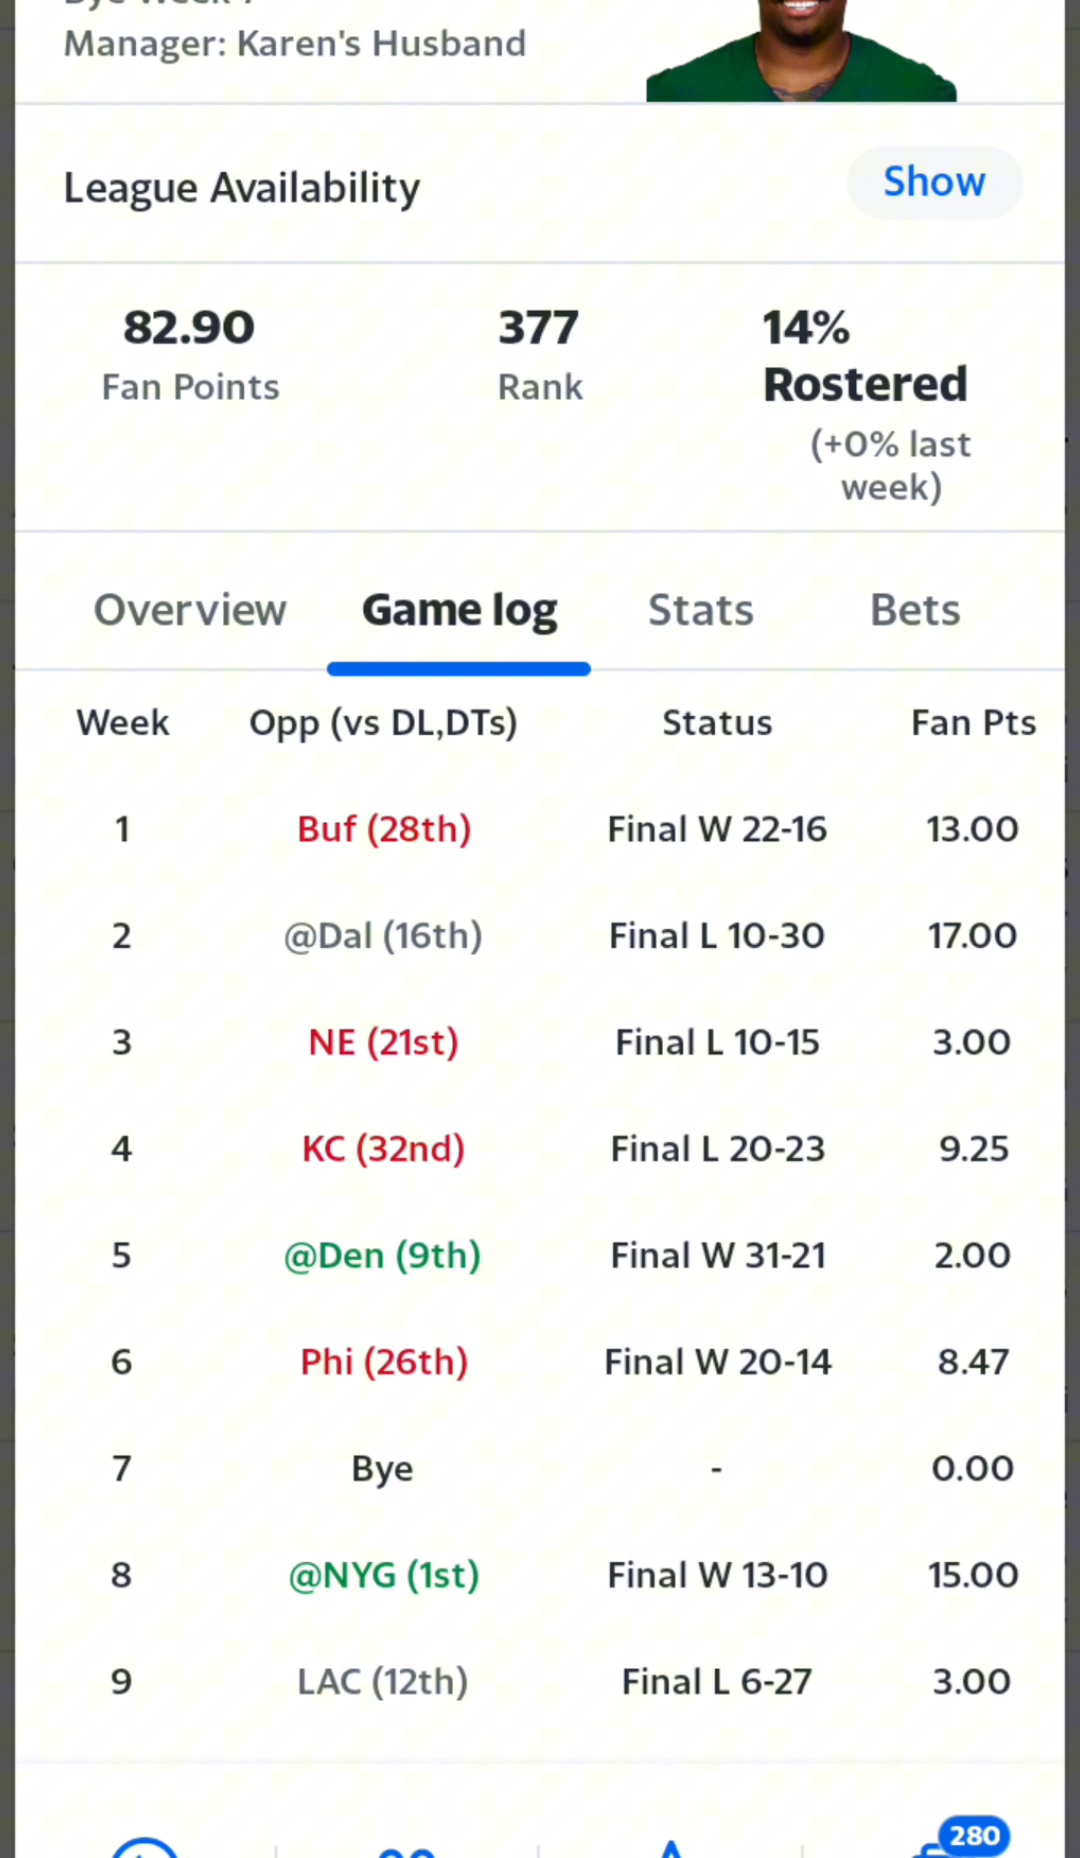 Bye Week 7
Manager: Karen's Husband
League Availability
Show
82.90
377
14%
Rostered
Fan Points
Rank
(+0% last
week)
Overview Game log Stats Bets
Week Opp (vs DL,DTs) Status Fan Pts
1 Buf (28th) Final W 22-16 13.00
2 @Dal (16th) Final L 10-30 17.00
3 NE (21st) Final L 10-15 3.00
4 KC (32nd) Final L 20-23 9.25
5 @Den (9th) Final W 31-21 2.00
6 Phi (26th) Final W 20-14 8.47
7 Bye - 0.00
8 @NYG (1st) Final W 13-10 15.00
9 LAC (12th) Final L 6-27 3.00
280